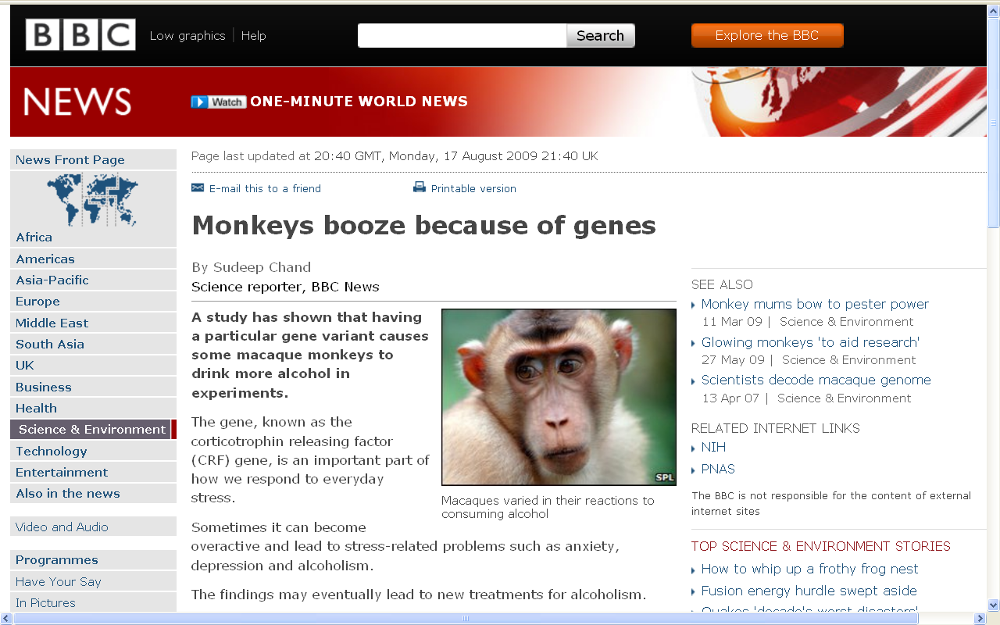 BBC
Low graphics | Help
Search
Explore the BBC
NEWS
Watch ONE-MINUTE WORLD NEWS
News Front Page
Africa
Americas
Asia-Pacific
Europe
Middle East
South Asia
UK
Business
Health
Science & Environment
Technology
Entertainment
Also in the news
Video and Audio
Programmes
Have Your Say
In Pictures
Page last updated at 20:40 GMT, Monday, 17 August 2009 21:40 UK
E-mail this to a friend
Printable version
Monkeys booze because of genes
By Sudeep Chand
Science reporter, BBC News
A study has shown that having
a particular gene variant causes
some macaque monkeys to
drink more alcohol in
experiments.
The gene, known as the
corticotrophin releasing factor
(CRF) gene, is an important part of
how we respond to everyday
stress.
SPL
Macaques varied in their reactions to
consuming alcohol
Sometimes it can become
overactive and lead to stress-related problems such as anxiety,
depression and alcoholism.
The findings may eventually lead to new treatments for alcoholism.
SEE ALSO
Monkey mums bow to pester power
11 Mar 09 | Science & Environment
Glowing monkeys 'to aid research'
27 May 09 | Science & Environment
Scientists decode macaque genome
13 Apr 07 | Science & Environment
RELATED INTERNET LINKS
NIH
PNAS
The BBC is not responsible for the content of external
internet sites
TOP SCIENCE & ENVIRONMENT STORIES
How to whip up a frothy frog nest
Fusion energy hurdle swept aside
Quakes 'decade's worst disasters'